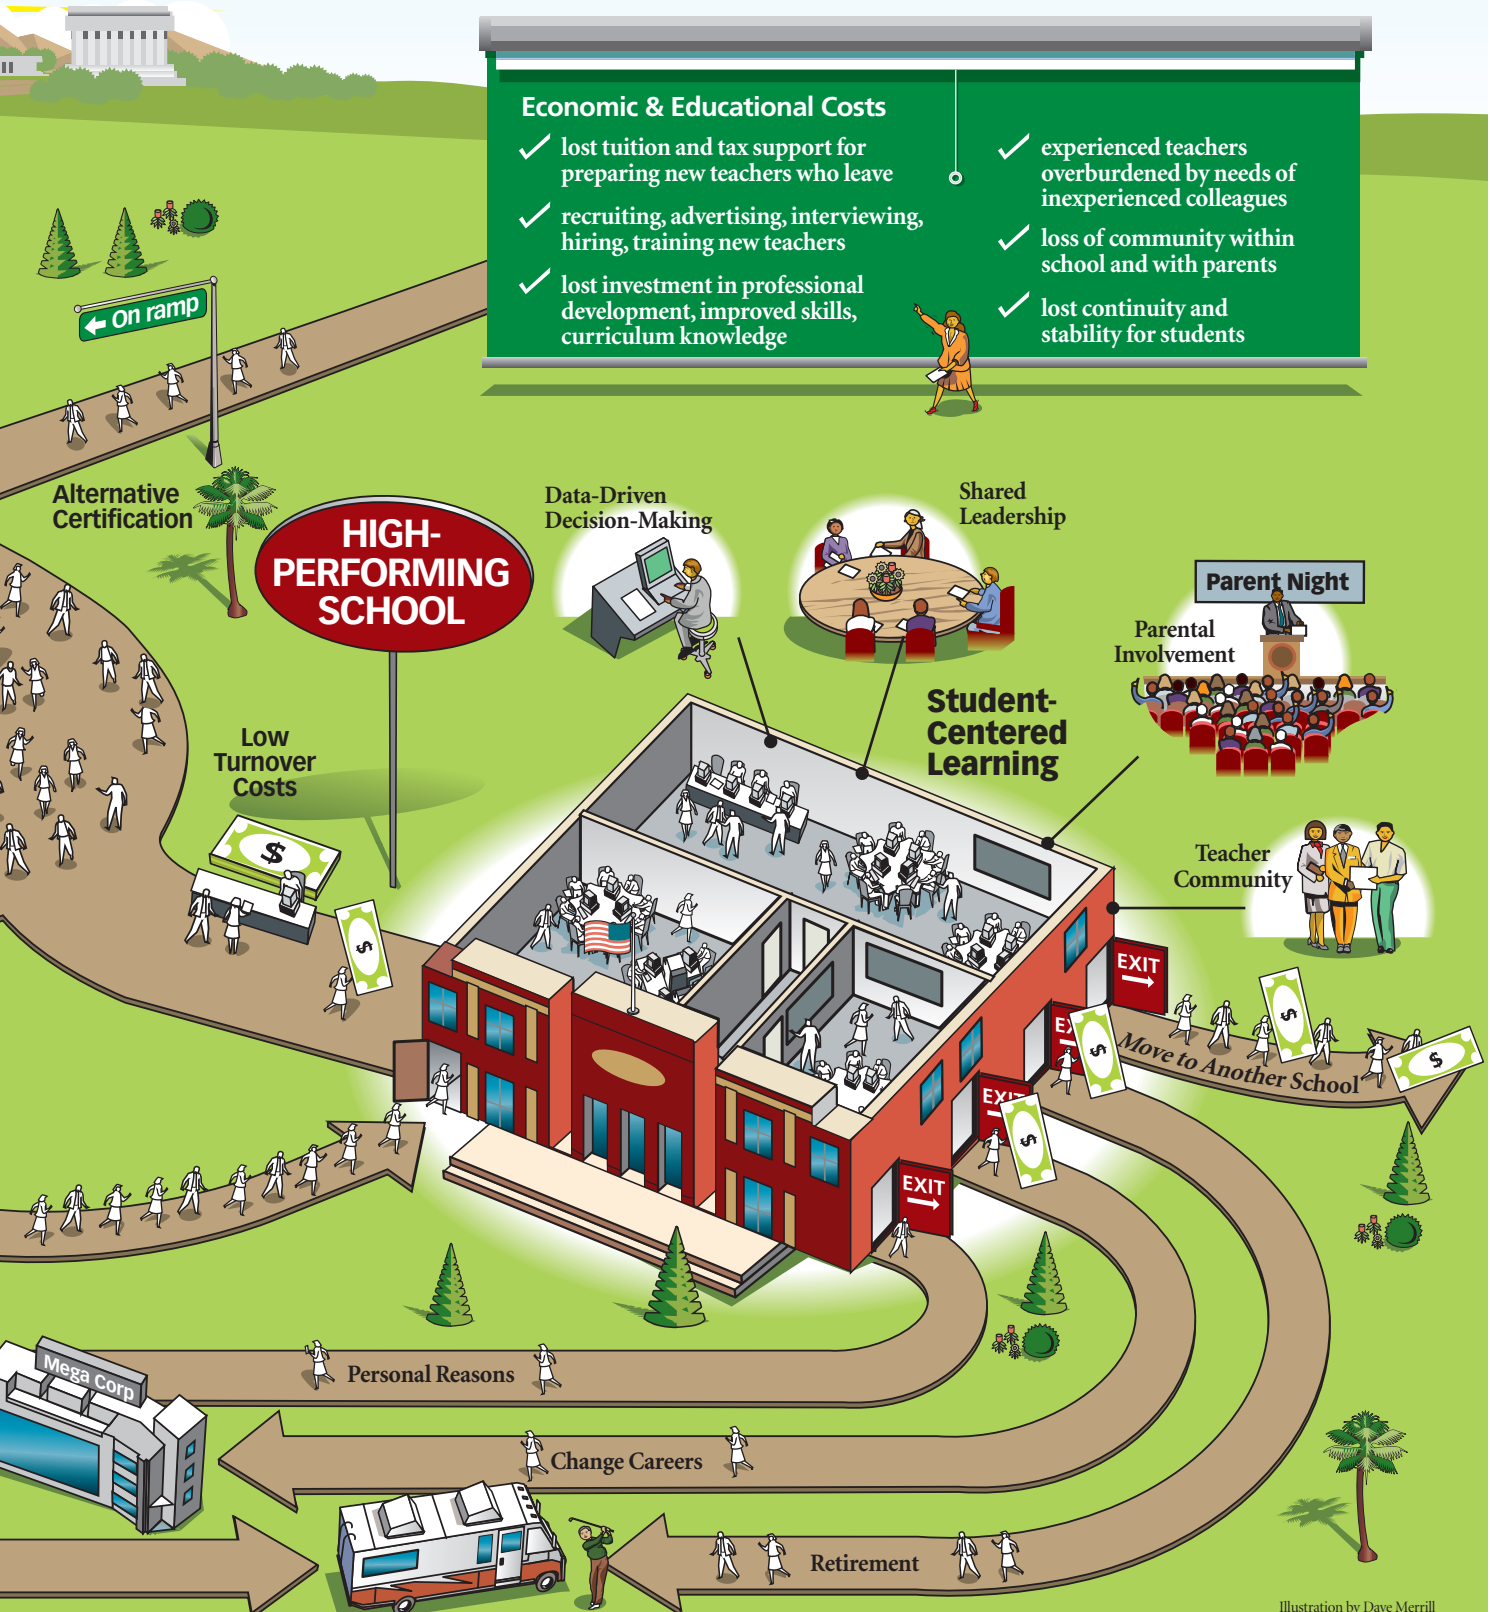 Economic & Educational Costs
lost tuition and tax support for
preparing new teachers who leave
recruiting, advertising, interviewing,
hiring, training new teachers
lost investment in professional
development, improved skills,
curriculum knowledge
experienced teachers
overburdened by needs of
inexperienced colleagues
loss of community within
school and with parents
lost continuity and
stability for students
On ramp
Alternative
Certification
HIGH-
PERFORMING
SCHOOL
Data-Driven
Decision-Making
Shared
Leadership
Parent Night
Parental
Involvement
Student-
Centered
Learning
Low
Turnover
Costs
$
$
Teacher
Community
EXIT
EXIT
$
$
$
Move to Another School
EXIT
$
EXIT
Personal Reasons
Mega Corp
Change Careers
Retirement
Illustration by Dave Merrill